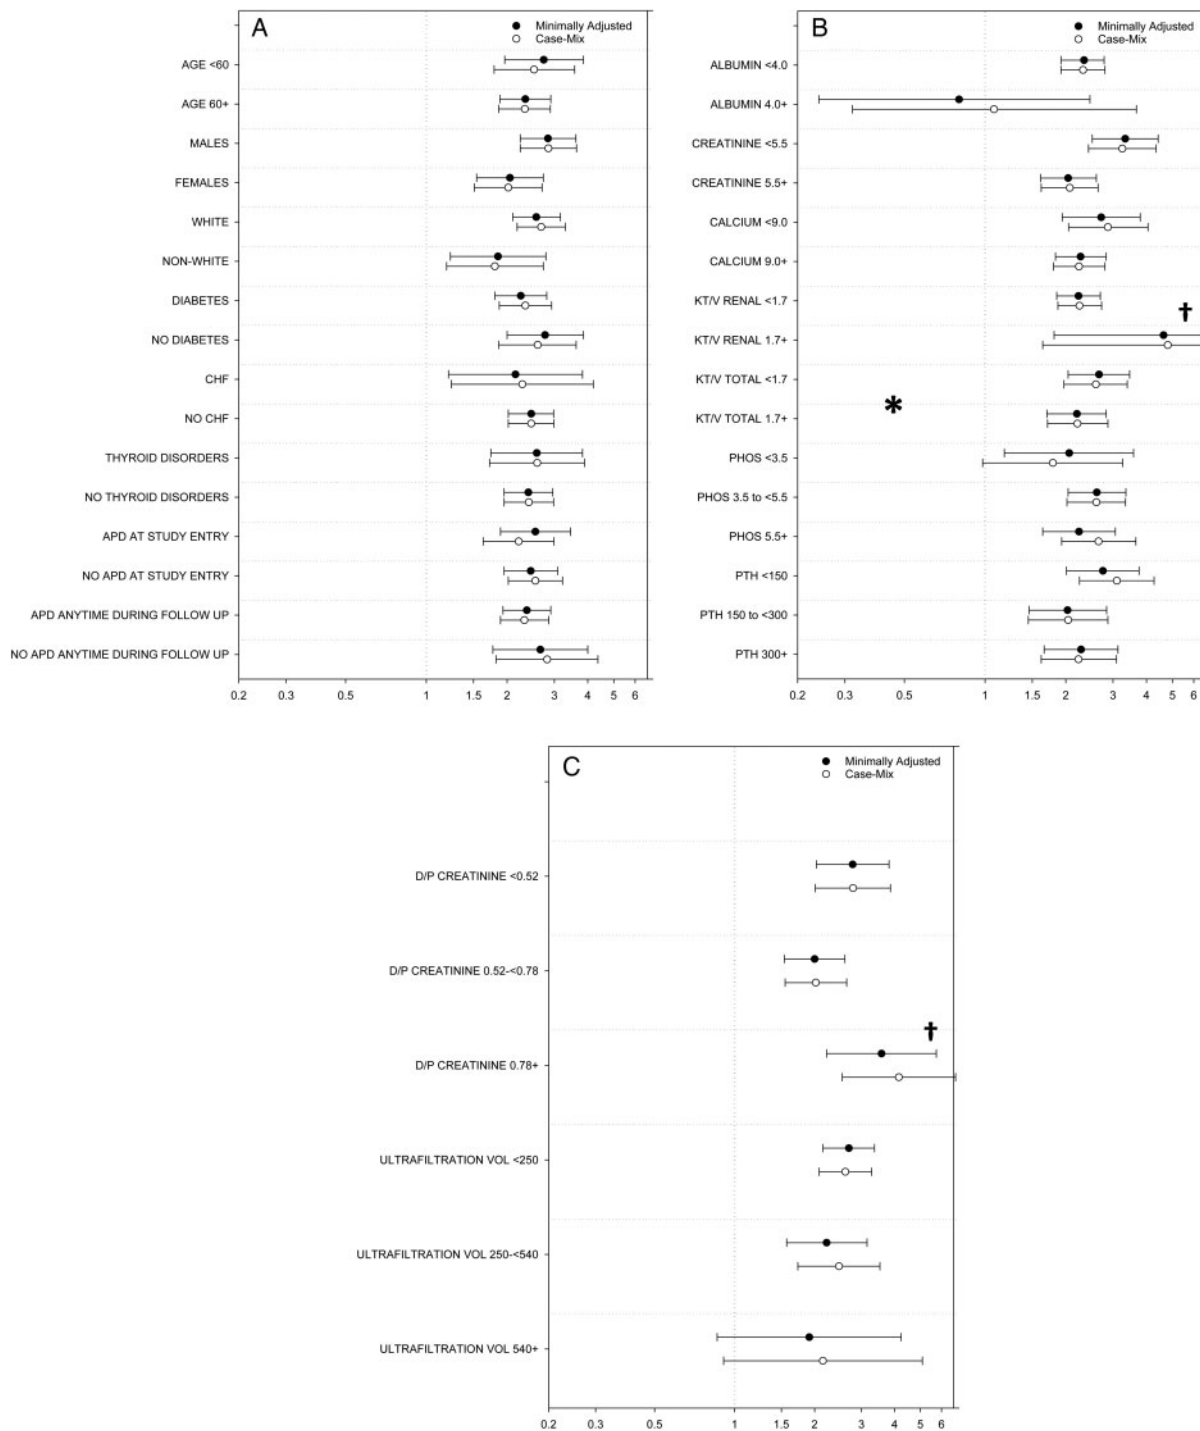 A
Minimally Adjusted
Case-Mix
AGE <60
AGE 60+
MALES
FEMALES
WHITE
NON-WHITE
DIABETES
NO DIABETES
CHF
NO CHF
THYROID DISORDERS
NO THYROID DISORDERS
APD AT STUDY ENTRY
NO APD AT STUDY ENTRY
APD ANYTIME DURING FOLLOW UP
NO APD ANYTIME DURING FOLLOW UP
0.2 0.3 0.5 1 1.5 2 3 5 6
B
Minimally Adjusted
Case-Mix
ALBUMIN <4.0
ALBUMIN 4.0+
CREATININE <5.5
CREATININE 5.5+
CALCIUM <9.0
CALCIUM 9.0+
KT/V RENAL <1.7
†
KT/V RENAL 1.7+
KT/V TOTAL <1.7
*
KT/V TOTAL 1.7+
PHOS <3.5
PHOS 3.5 to <5.5
PHOS 5.5+
PTH <150
PTH 150 to <300
PTH 300+
0.2 0.3 0.5 1 1.5 2 3 5 6
C
Minimally Adjusted
Case-Mix
D/P CREATININE <0.52
D/P CREATININE 0.52-<0.78
†
D/P CREATININE 0.78+
ULTRAFILTRATION VOL <250
ULTRAFILTRATION VOL 250-<540
ULTRAFILTRATION VOL 540+
0.2 0.3 0.5 1 2 3 4 5 6